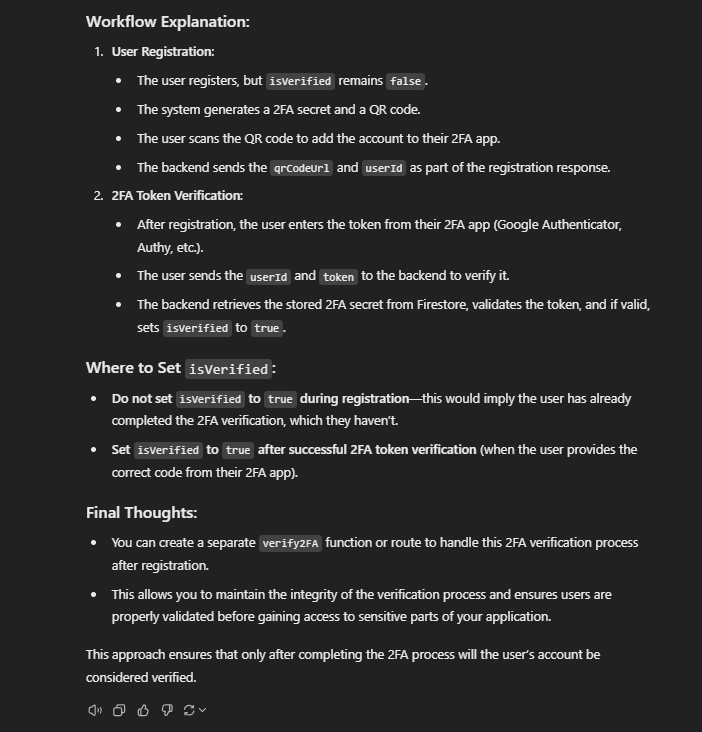 Workflow Explanation:
1. User Registration:
• The user registers, but isVerified remains false.
• The system generates a 2FA secret and a QR code.
• The user scans the QR code to add the account to their 2FA app.
• The backend sends the qrCodeUrl and userId as part of the registration response.
2. 2FA Token Verification:
• After registration, the user enters the token from their 2FA app (Google Authenticator,
Authy, etc.).
• The user sends the userId and token to the backend to verify it.
• The backend retrieves the stored 2FA secret from Firestore, validates the token, and if valid,
sets isVerified to true.
Where to Set isVerified:
• Do not set isVerified to true during registration—this would imply the user has already
completed the 2FA verification, which they haven't.
• Set isVerified to true after successful 2FA token verification (when the user provides the
correct code from their 2FA app).
Final Thoughts:
• You can create a separate verify2FA function or route to handle this 2FA verification process
after registration.
• This allows you to maintain the integrity of the verification process and ensures users are
properly validated before gaining access to sensitive parts of your application.
This approach ensures that only after completing the 2FA process will the user's account be
considered verified.